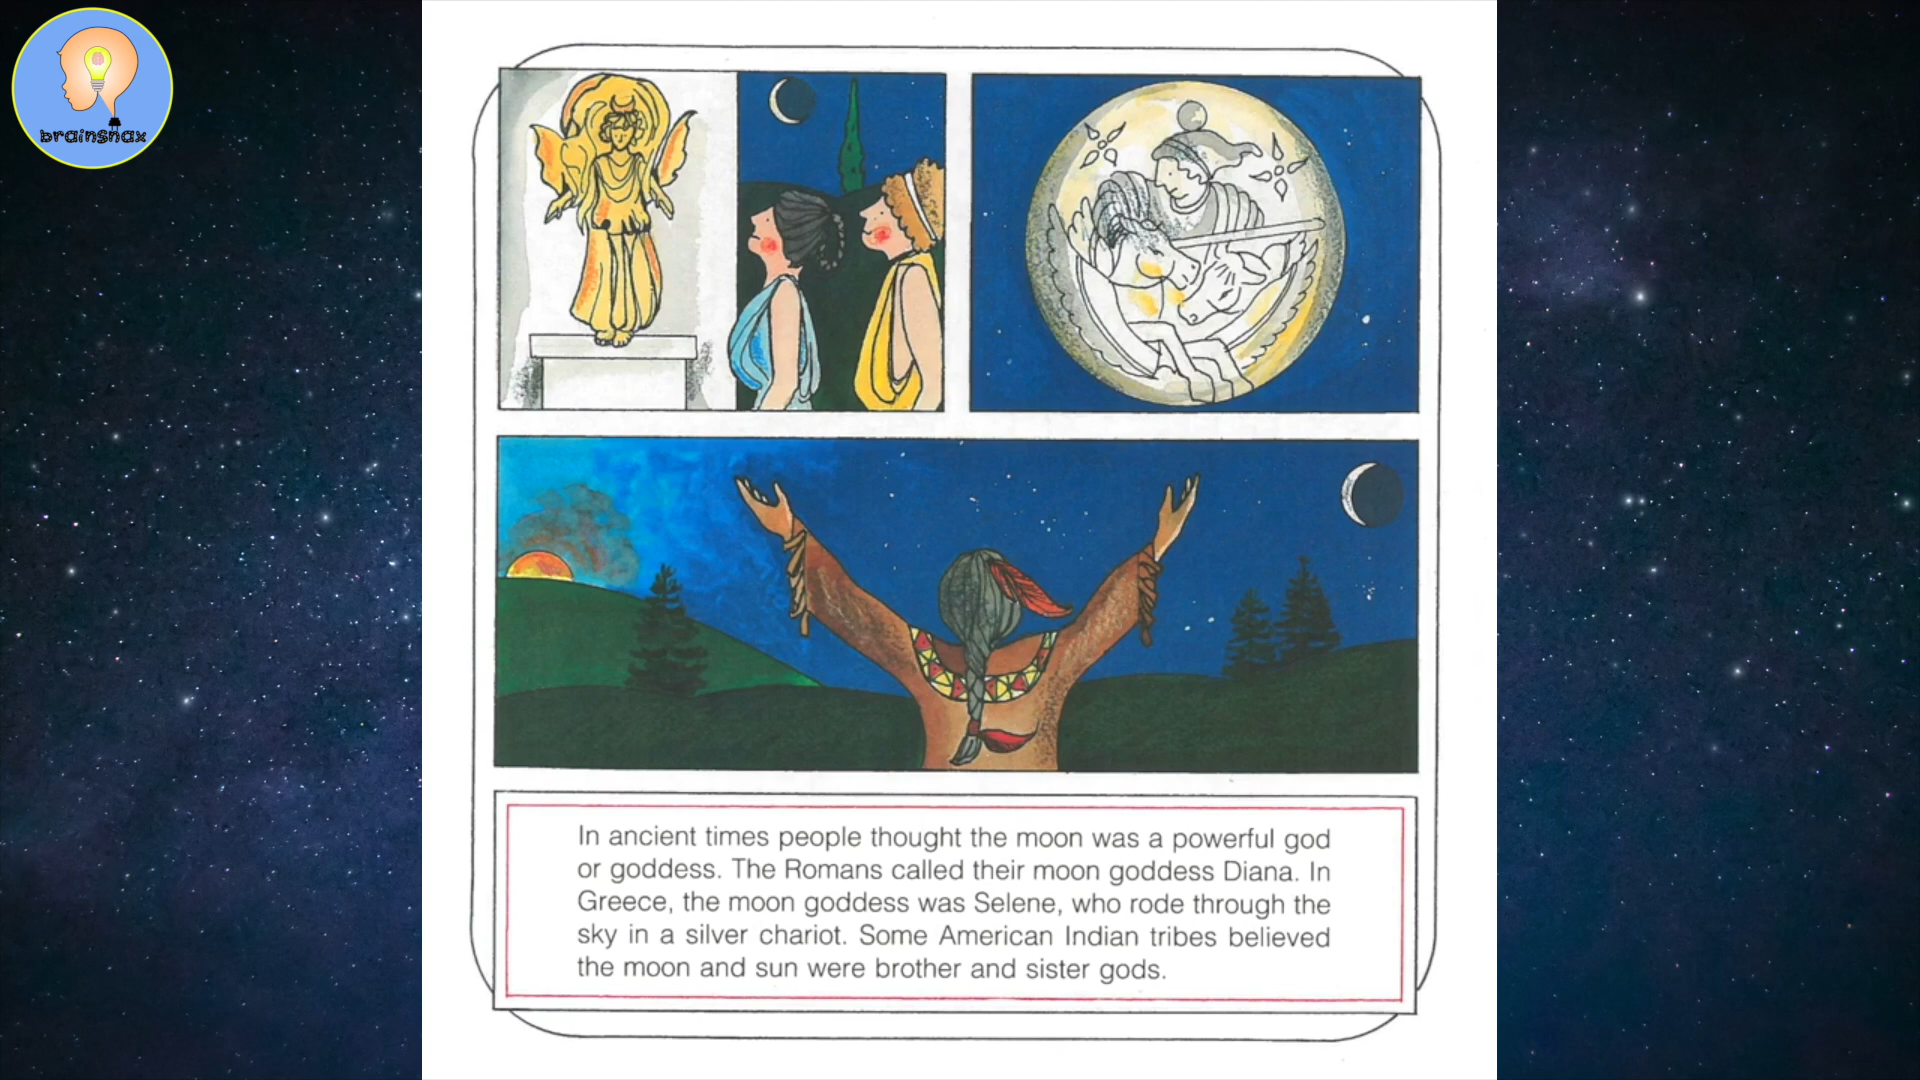 brainsnax
In ancient times people thought the moon was a powerful god
or goddess. The Romans called their moon goddess Diana. In
Greece, the moon goddess was Selene, who rode through the
sky in a silver chariot. Some American Indian tribes believed
the moon and sun were brother and sister gods.